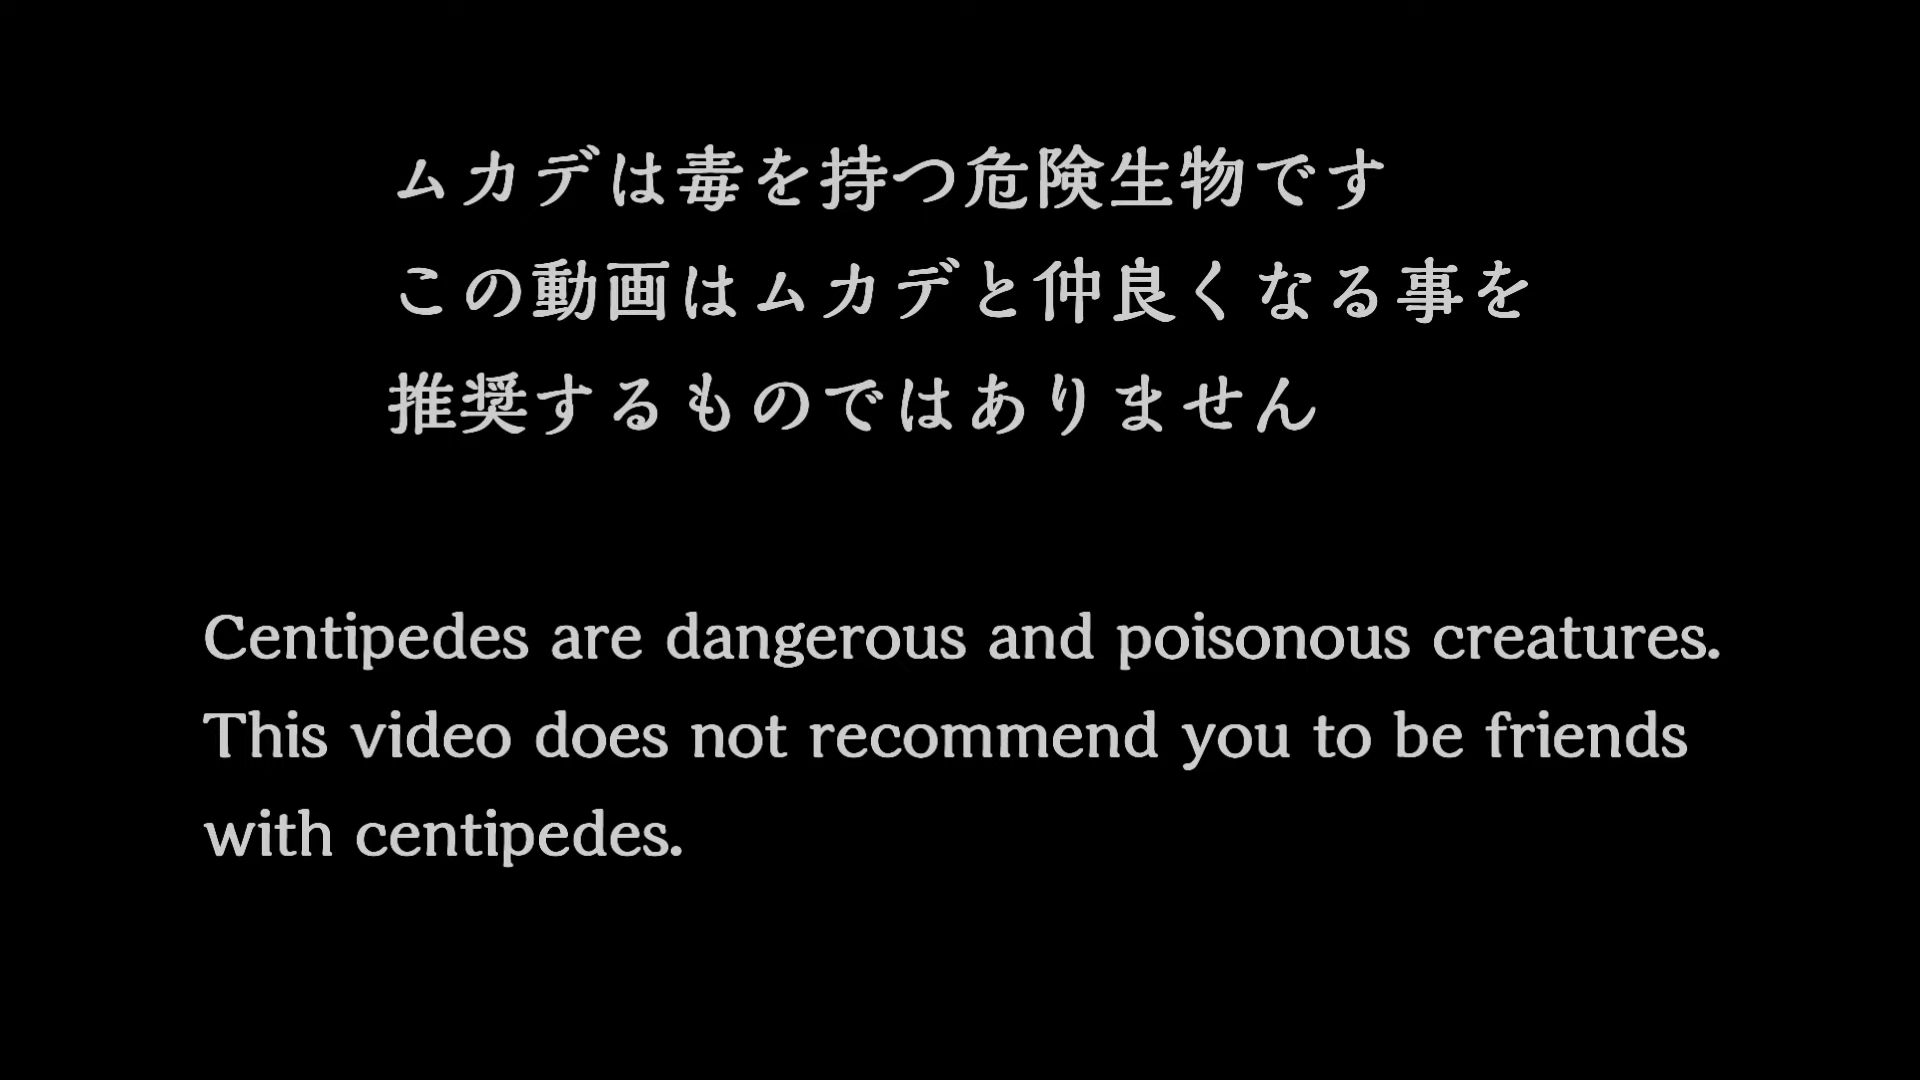 ムカデは毒を持つ危険生物です
この動画はムカデと仲良くなる事を
推奨するものではありません
Centipedes are dangerous and poisonous creatures.
This video does not recommend you to be friends
with centipedes.